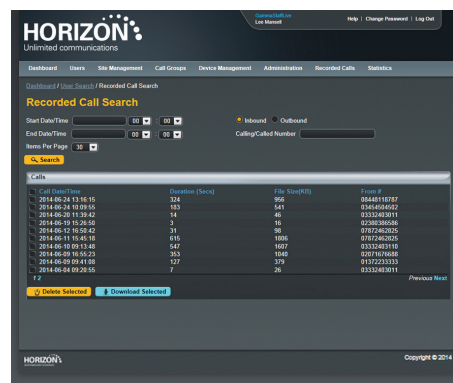 GammaStaffLive
Lee Mansell
Help | Change Password | Log Out
HORIZON
Unlimited communications
Dashboard Users Site Management Call Groups Device Management Administration Recorded Calls Statistics
Dashboard / User Search / Recorded Call Search
Recorded Call Search
Start Date/Time 00 : 00 Inbound Outbound
End Date/Time 00 : 00 Calling/Called Number
Items Per Page 30
Search
Calls
Call Date/Time Duration (Secs) File Size(KB) From #
2014-06-24 13:16:15 324 956 08448118787
2014-06-24 10:09:55 183 541 03454504502
2014-06-20 11:39:42 14 46 03332403011
2014-06-19 15:26:50 3 16 02380386586
2014-06-12 16:58:42 31 98 07872462825
2014-06-11 15:45:18 615 1806 07872462825
2014-06-10 09:13:48 547 1607 03332403110
2014-06-09 16:55:23 353 1040 02071676688
2014-06-09 09:41:08 127 379 01372233333
2014-06-04 09:20:55 7 26 03332403011
1 2 Previous Next
Delete Selected Download Selected
HORIZON
Copyright © 2014